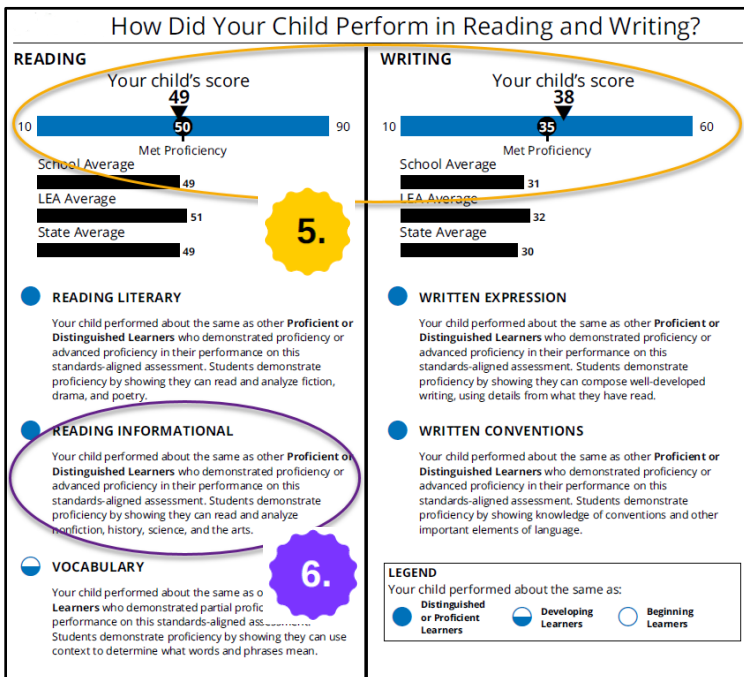 How Did Your Child Perform in Reading and Writing?
READING
Your child's score
49
10
50
90
Met Proficiency
School Average
49
LEA Average
51
State Average
49
5.
READING LITERARY
Your child performed about the same as other Proficient or
Distinguished Learners who demonstrated proficiency or
advanced proficiency in their performance on this
standards-aligned assessment. Students demonstrate
proficiency by showing they can read and analyze fiction,
drama, and poetry.
READING INFORMATIONAL
Your child performed about the same as other Proficient or
Distinguished Learners who demonstrated proficiency or
advanced proficiency in their performance on this
standards-aligned assessment. Students demonstrate
proficiency by showing they can read and analyze
nonfiction, history, science, and the arts.
6.
VOCABULARY
Your child performed about the same as
Learners who demonstrated partial
performance on this standards-aligned
Students demonstrate proficiency by showing they can use
context to determine what words and phrases mean.
WRITING
Your child's score
38
10
35
60
Met Proficiency
School Average
31
LEA Average
32
State Average
30
WRITTEN EXPRESSION
Your child performed about the same as other Proficient or
Distinguished Learners who demonstrated proficiency or
advanced proficiency in their performance on this
standards-aligned assessment. Students demonstrate
proficiency by showing they can compose well-developed
writing, using details from what they have read.
WRITTEN CONVENTIONS
Your child performed about the same as other Proficient or
Distinguished Learners who demonstrated proficiency or
advanced proficiency in their performance on this
standards-aligned assessment. Students demonstrate
proficiency by showing knowledge of conventions and other
important elements of language.
LEGEND
Your child performed about the same as:
Distinguished
or Proficient
Learners
Developing
Learners
Beginning
Learners